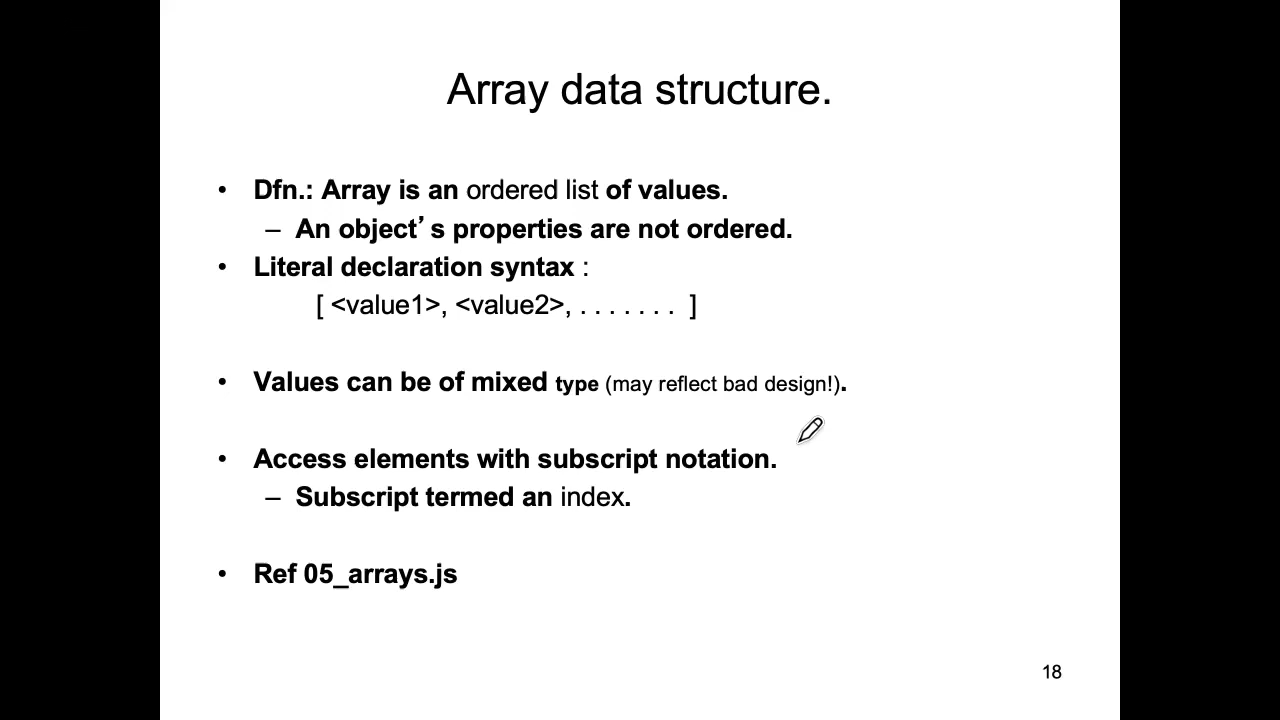 Array data structure.
• Dfn.: Array is an ordered list of values.
– An object’s properties are not ordered.
• Literal declaration syntax :
[ <value1>, <value2>, . . . . . . . ]
• Values can be of mixed type (may reflect bad design!).
• Access elements with subscript notation.
– Subscript termed an index.
• Ref 05_arrays.js
18